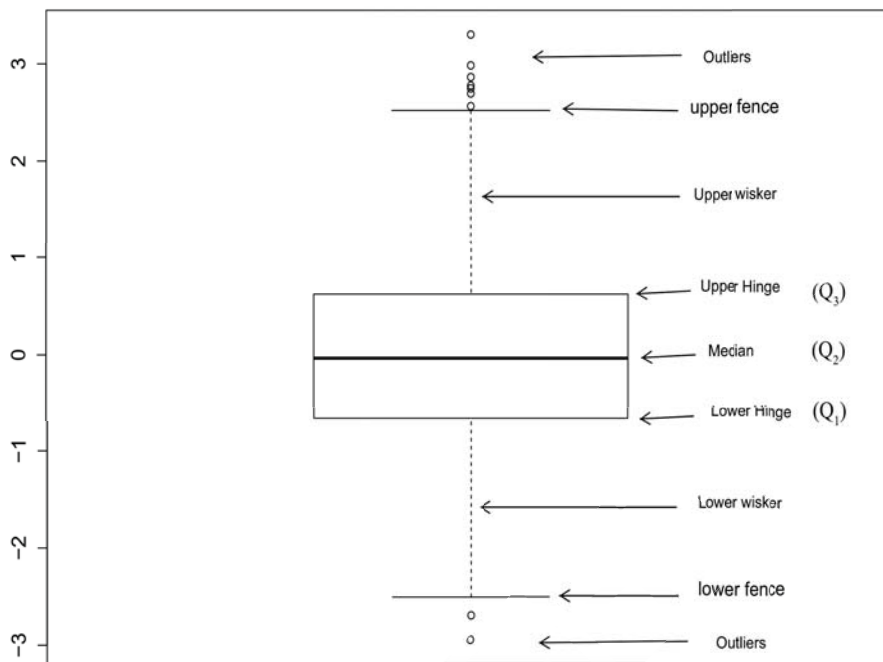 3
2
1
0
−1
−2
−3
Outliers
upper fence
Upper wisker
Upper Hinge (Q3)
Median (Q2)
Lower Hinge (Q1)
Lower wisker
lower fence
Outliers